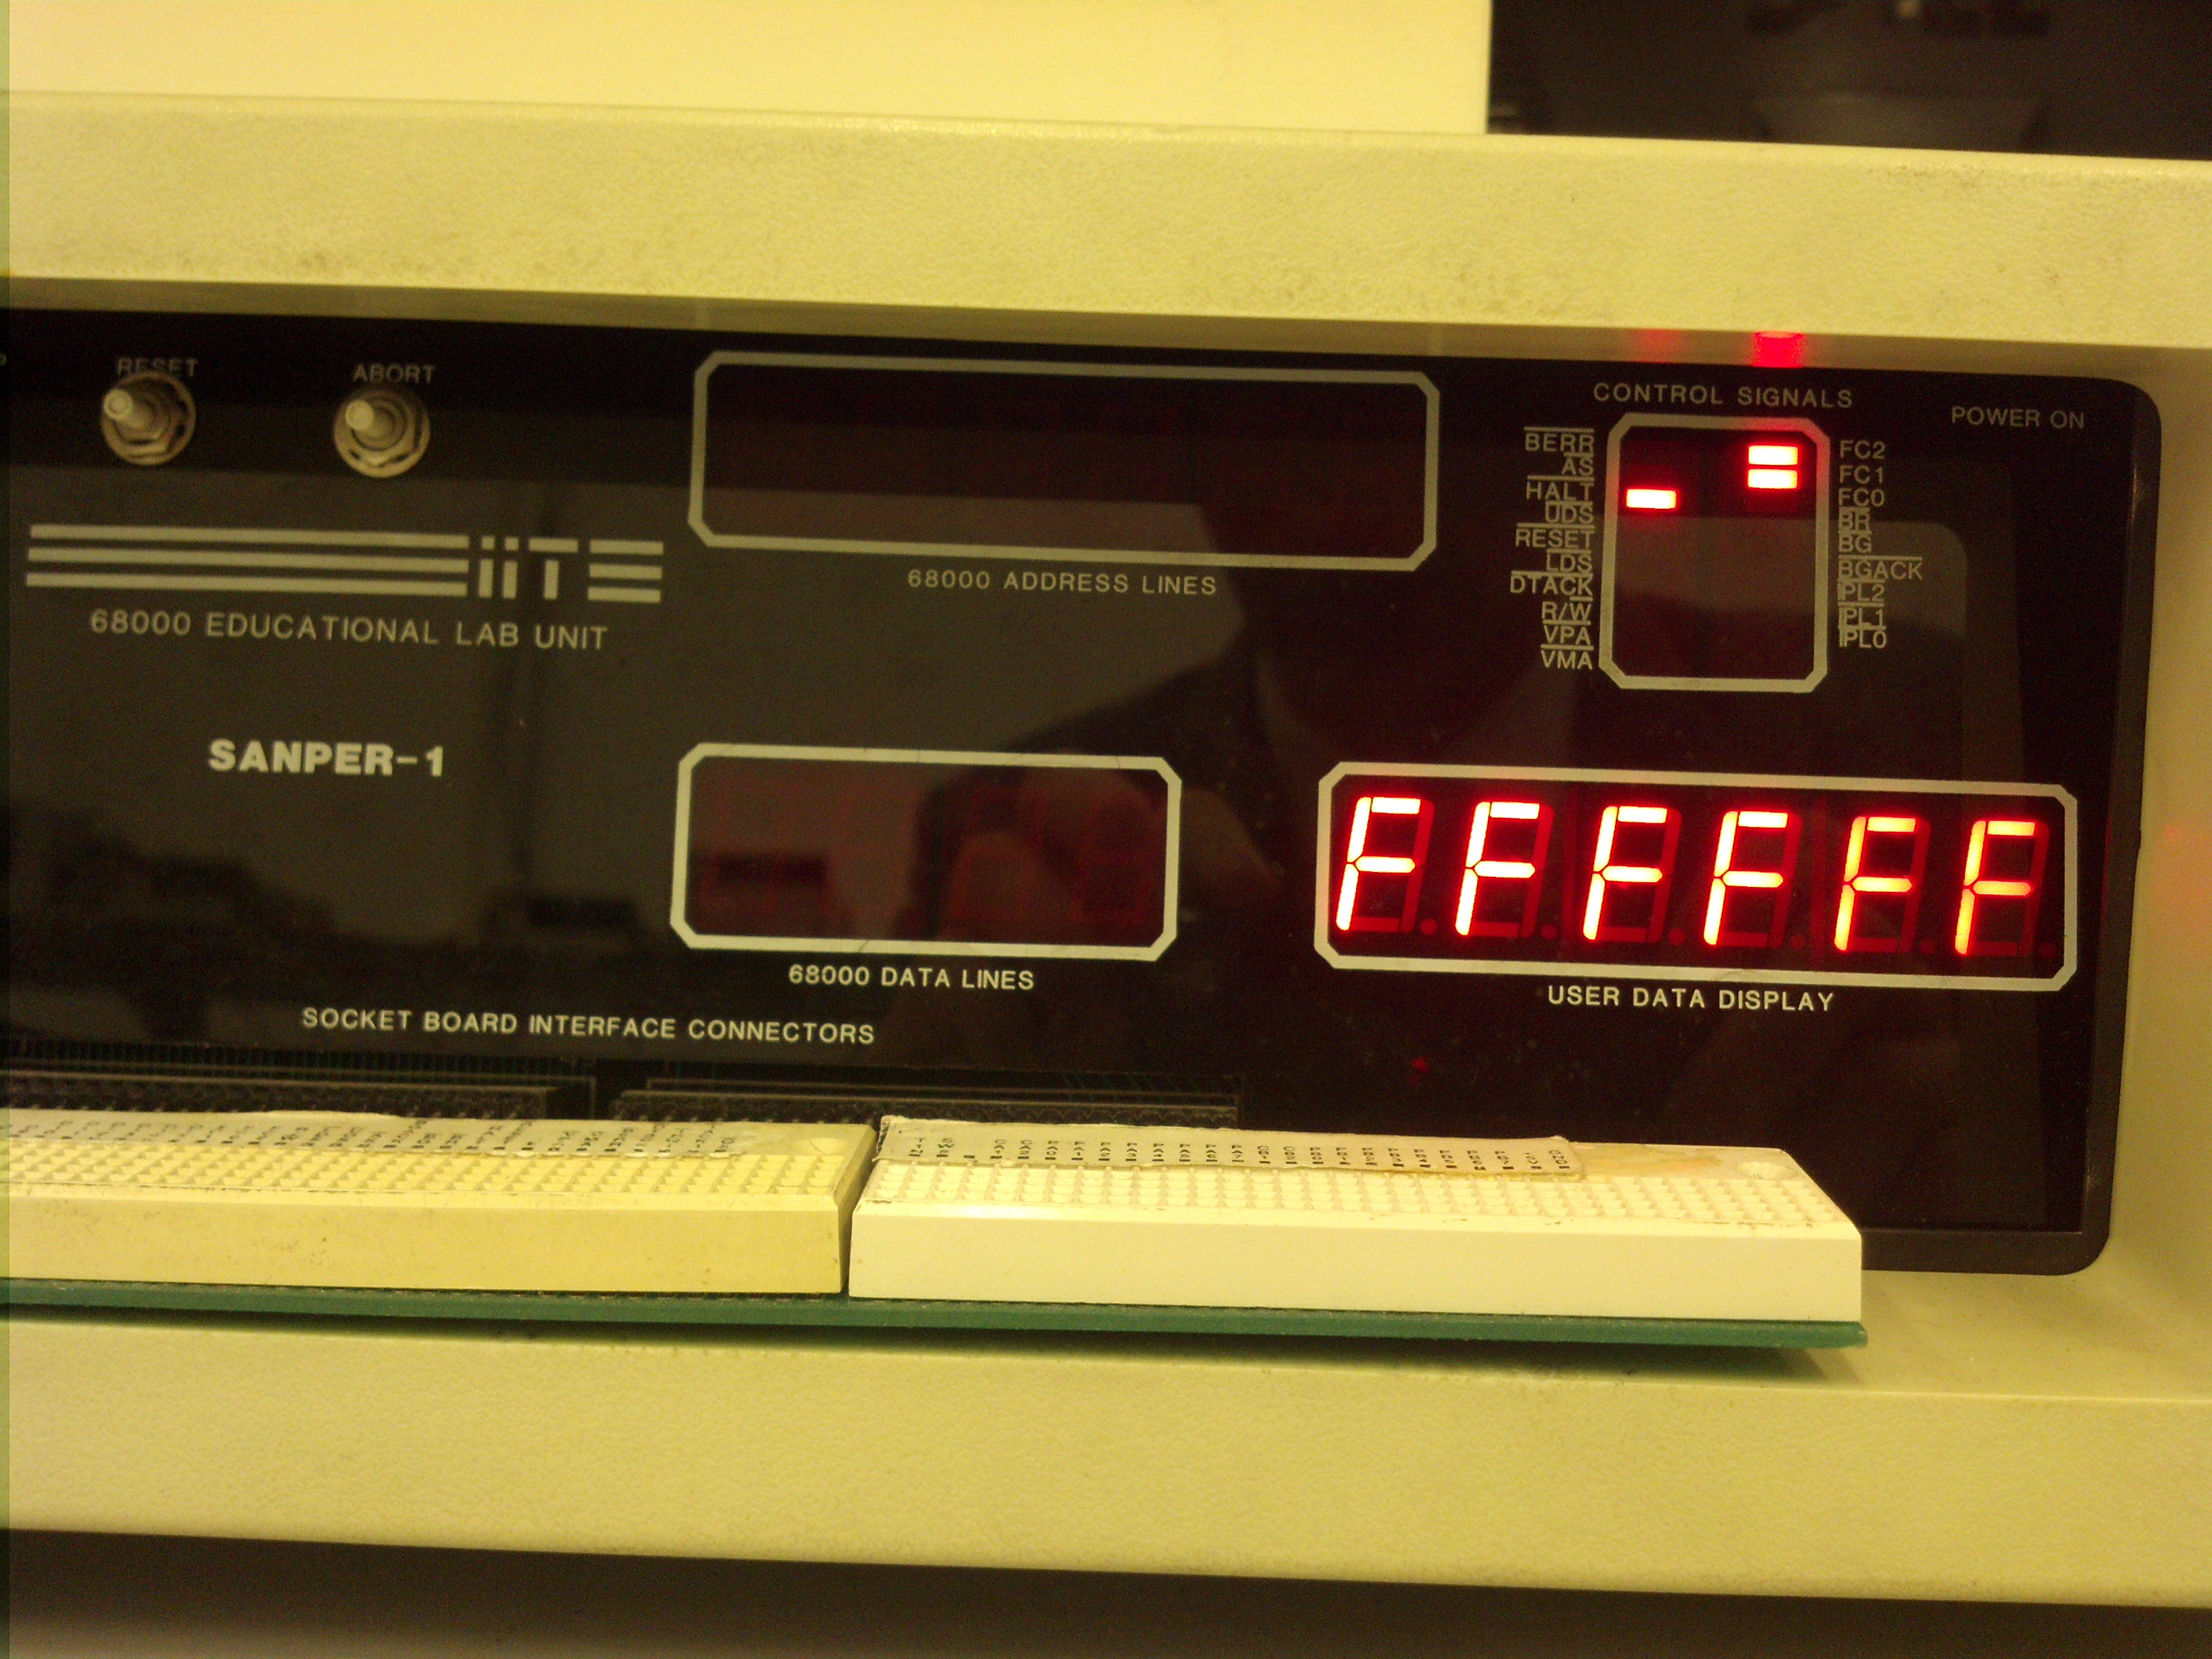 RESET
ABORT
CONTROL SIGNALS
POWER ON
BERR
AS
HALT
UDS
RESET
LDS
DTACK
R/W
VPA
VMA
FC2
FC1
FC0
BR
BG
BGACK
IPL2
IPL1
IPL0
68000 ADDRESS LINES
68000 EDUCATIONAL LAB UNIT
SANPER-1
FFFFFF
68000 DATA LINES
USER DATA DISPLAY
SOCKET BOARD INTERFACE CONNECTORS